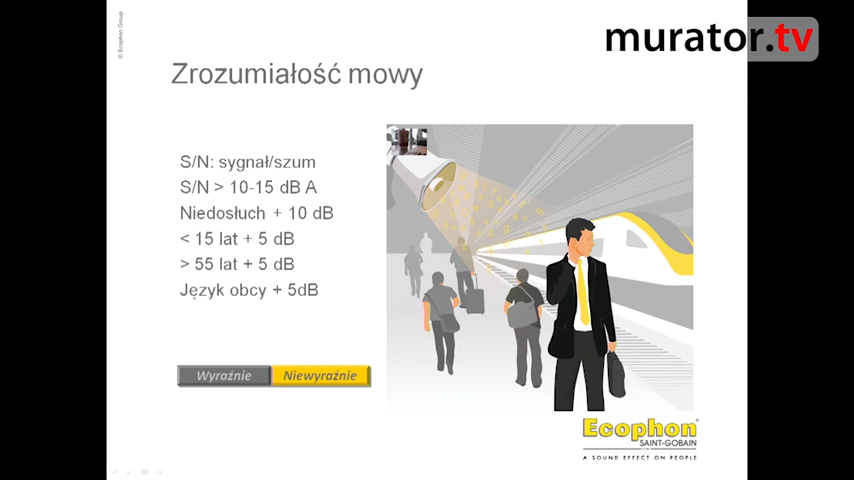 © Ecophon Group
murator.tv
Zrozumiałość mowy
S/N: sygnał/szum
S/N > 10-15 dB A
Niedosłuch + 10 dB
< 15 lat + 5 dB
> 55 lat + 5 dB
Język obcy + 5dB
Wyraźnie
Niewyraźnie
Ecophon
SAINT-GOBAIN
A SOUND EFFECT ON PEOPLE